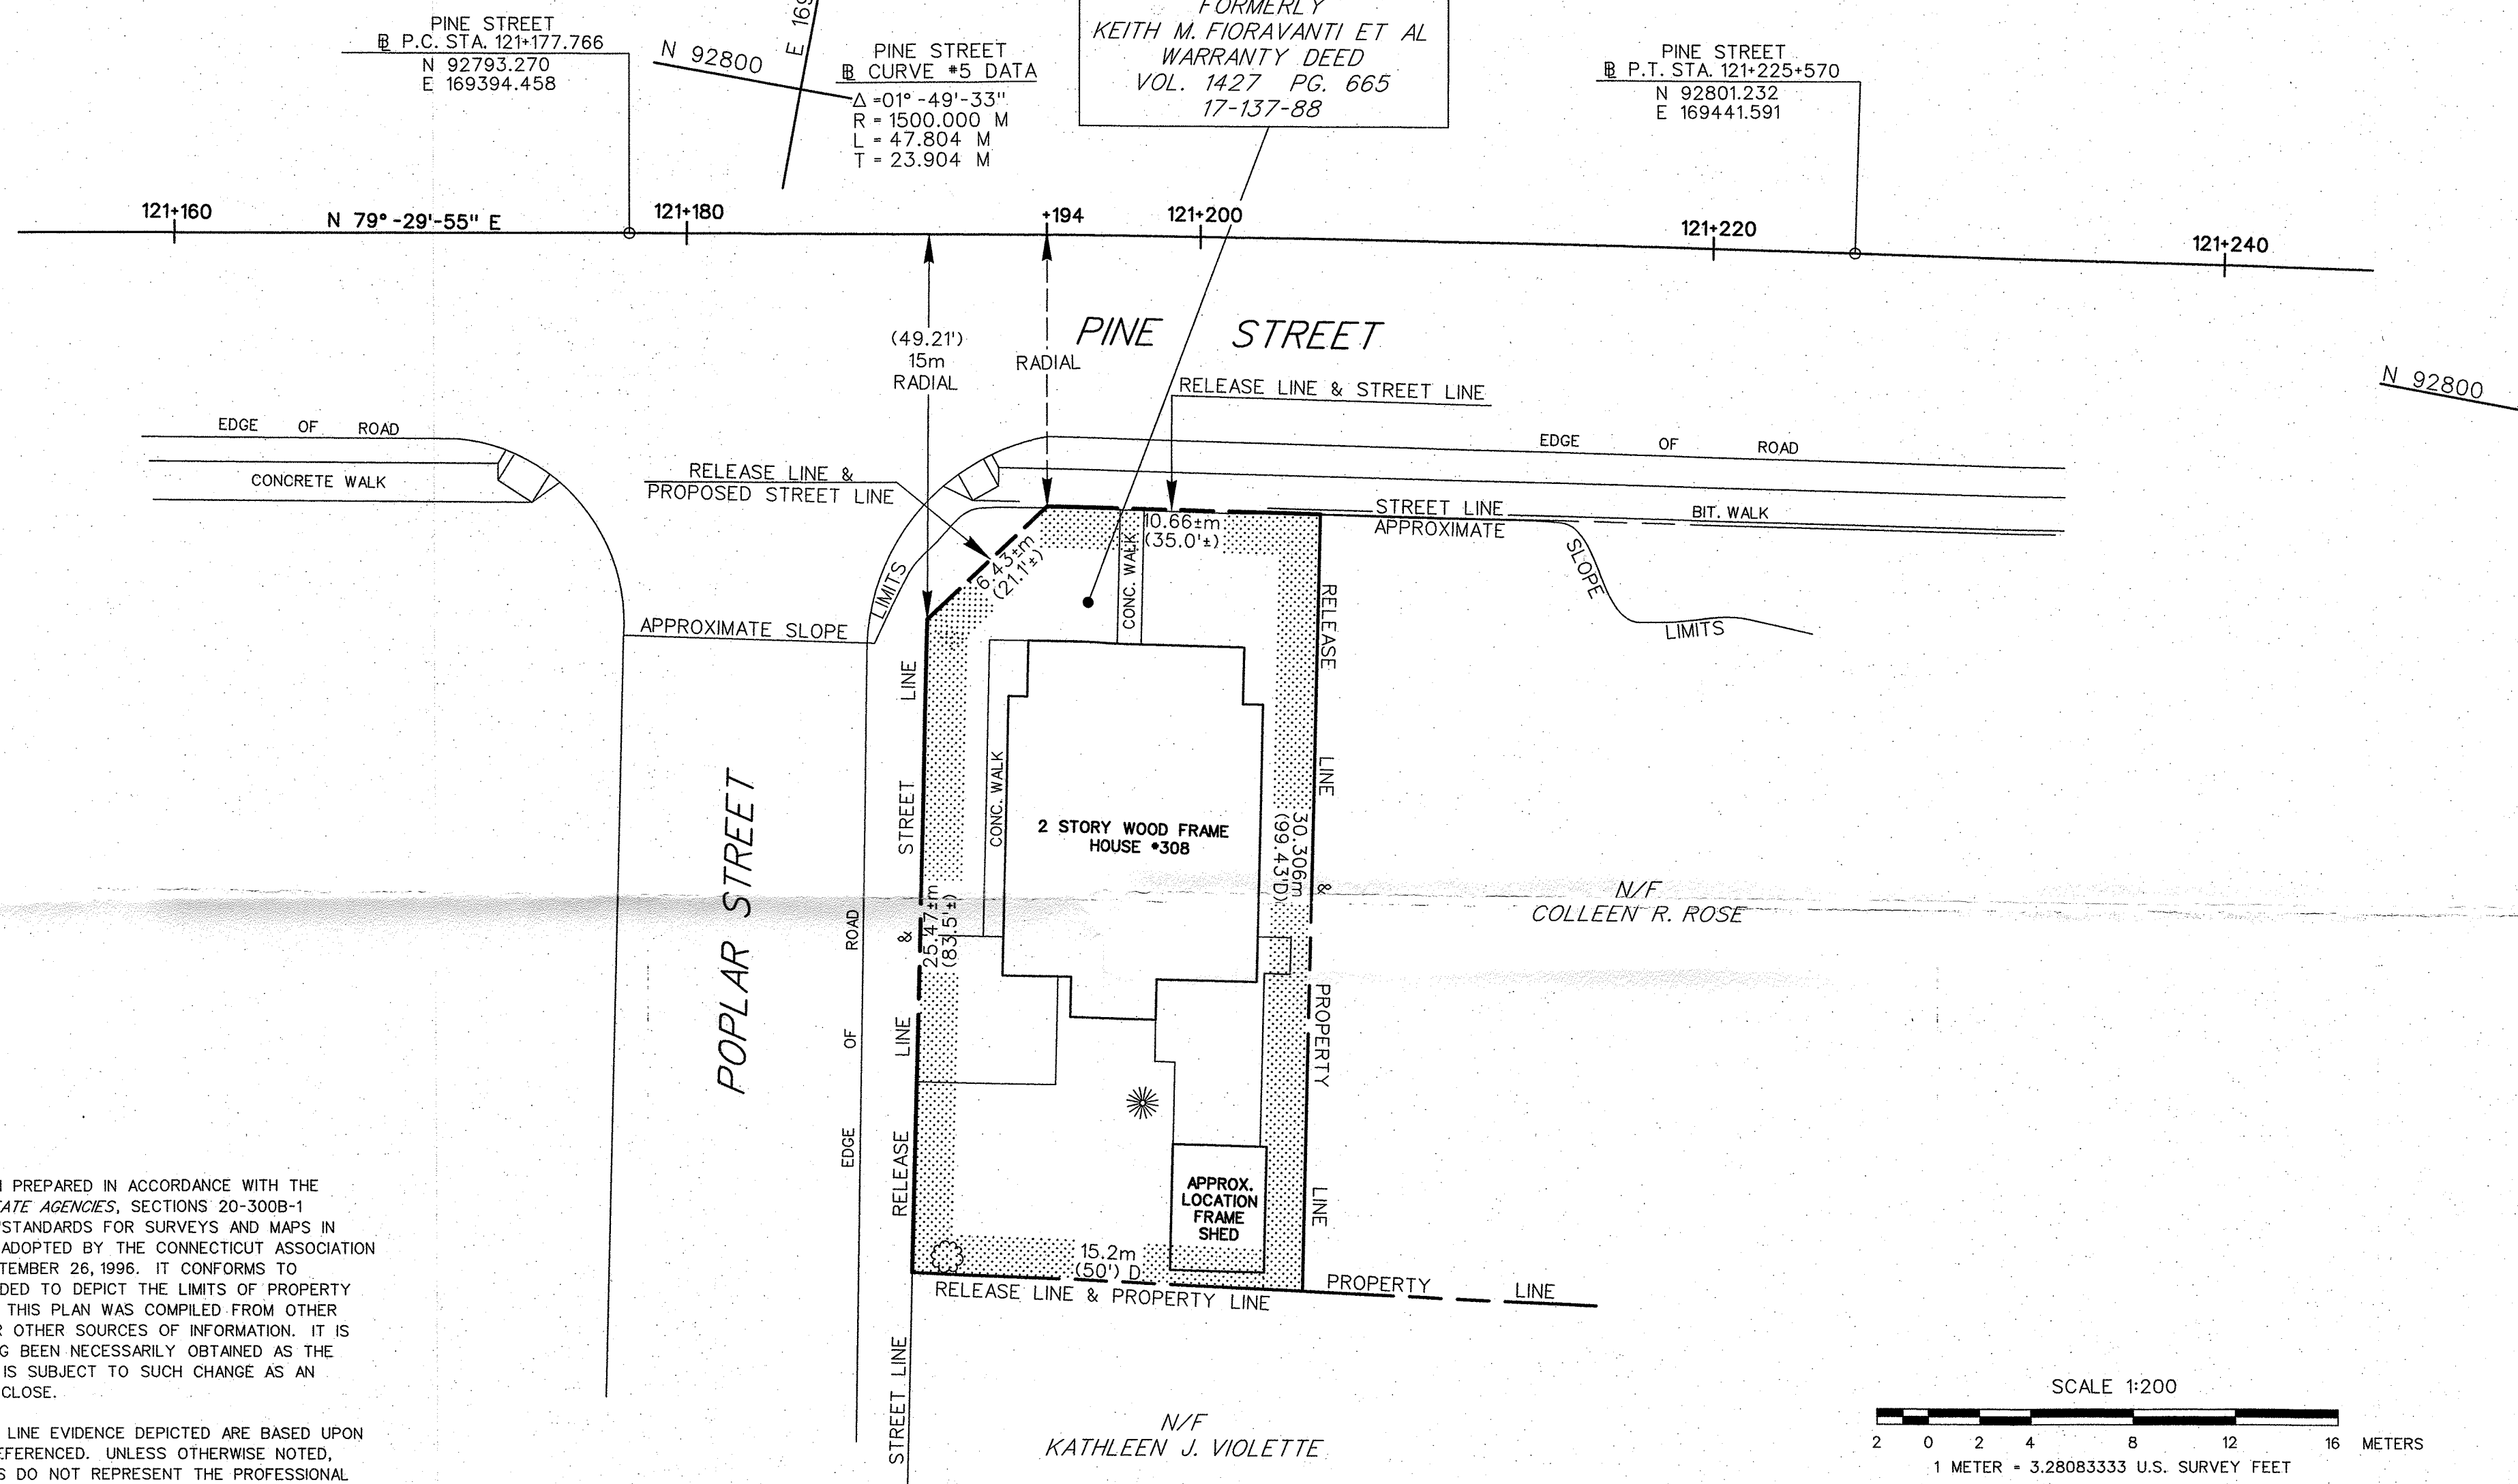 PINE STREET
BL P.C. STA. 121+177.766
N 92793.270
E 169394.458
N 92800
PINE STREET
BL CURVE #5 DATA
Δ =01° -49'-33"
R = 1500.000 M
L = 47.804 M
T = 23.904 M
FORMERLY
KEITH M. FIORAVANTI ET AL
WARRANTY DEED
VOL. 1427 PG. 665
17-137-88
PINE STREET
BL P.T. STA. 121+225+570
N 92801.232
E 169441.591
121+160
N 79° -29'-55" E
121+180
+194
121+200
121+220
121+240
PINE STREET
(49.21')
15m
RADIAL
RADIAL
RELEASE LINE & STREET LINE
N 92800
EDGE OF ROAD
CONCRETE WALK
RELEASE LINE &
PROPOSED STREET LINE
EDGE OF ROAD
STREET LINE
APPROXIMATE
BIT. WALK
SLOPE
LIMITS
10.66±m
(35.0'±)
6.43±m
(21.1'±)
CONC. WALK
LIMITS
APPROXIMATE SLOPE
RELEASE LINE & STREET LINE
CONC. WALK
2 STORY WOOD FRAME
HOUSE #308
30.306m
(99.43'D)
RELEASE LINE & PROPERTY LINE
25.47±m
(83.5'±)
POPLAR STREET
EDGE OF ROAD
N/F
COLLEEN R. ROSE
APPROX.
LOCATION
FRAME
SHED
15.2m
(50') D
RELEASE LINE & PROPERTY LINE
PROPERTY LINE
STREET LINE
N/F
KATHLEEN J. VIOLETTE
PREPARED IN ACCORDANCE WITH THE
ATE AGENCIES, SECTIONS 20-300B-1
"STANDARDS FOR SURVEYS AND MAPS IN
ADOPTED BY THE CONNECTICUT ASSOCIATION
TEMBER 26, 1996. IT CONFORMS TO
DED TO DEPICT THE LIMITS OF PROPERTY
THIS PLAN WAS COMPILED FROM OTHER
R OTHER SOURCES OF INFORMATION. IT IS
G BEEN NECESSARILY OBTAINED AS THE
IS SUBJECT TO SUCH CHANGE AS AN
CLOSE.
LINE EVIDENCE DEPICTED ARE BASED UPON
EFERENCED. UNLESS OTHERWISE NOTED,
S DO NOT REPRESENT THE PROFESSIONAL
SCALE 1:200
2 0 2 4 8 12 16 METERS
1 METER = 3.28083333 U.S. SURVEY FEET